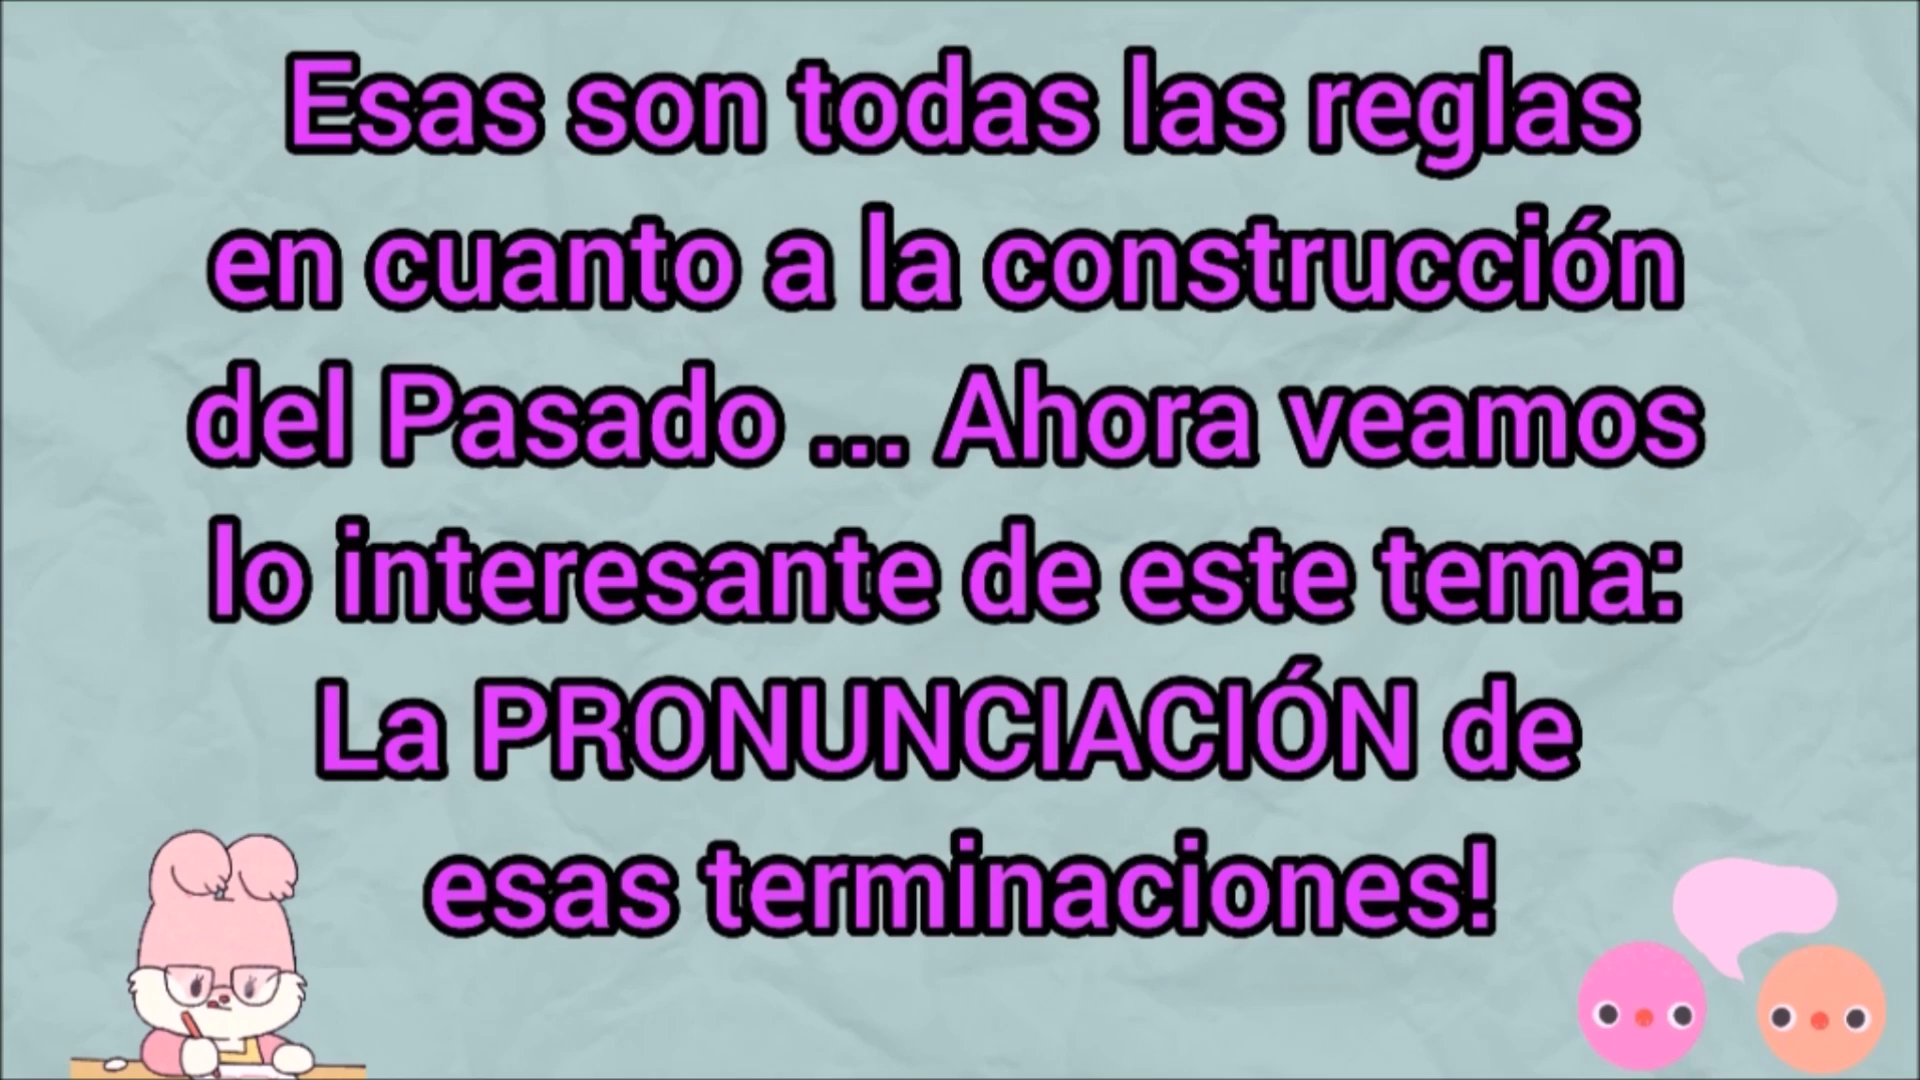 Esas son todas las reglas
en cuanto a la construcción
del Pasado ... Ahora veamos
lo interesante de este tema:
La PRONUNCIACIÓN de
esas terminaciones!